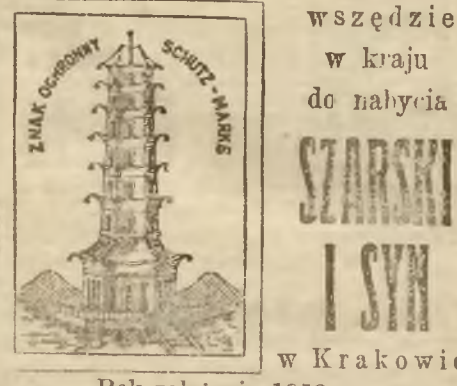 ZNAK OCHRONNY SCHUTZ-MARKE
wszędzie
w kraju
do nabycia
SZARSKI
I SYN
w Krakowie